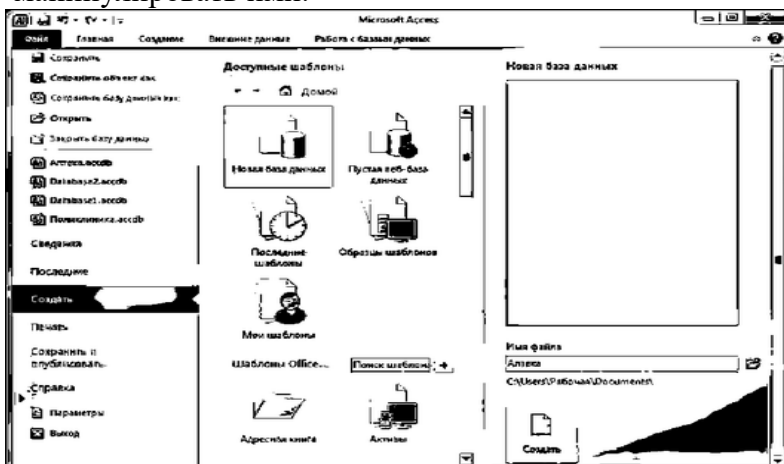 манипулировать ими.
Microsoft Access
Файл Главная Создание Внешние данные Работа с базами данных
Сохранить
Сохранить объект как
Сохранить базу данных как
Открыть
Закрыть базу данных
Аптека.accdb
Database2.accdb
Database1.accdb
Поликлиника.accdb
Сведения
Последние
Создать
Печать
Сохранить и
опубликовать
Справка
Параметры
Выход
Доступные шаблоны
Домой
Новая база данных
Пустая веб-база
данных
Последние
шаблоны
Образцы шаблонов
Мои шаблоны
Шаблоны Office...
Поиск шаблонов
Адресная книга
Активы
Новая база данных
Имя файла
C:\Users\Рабочая\Documents\
Создать